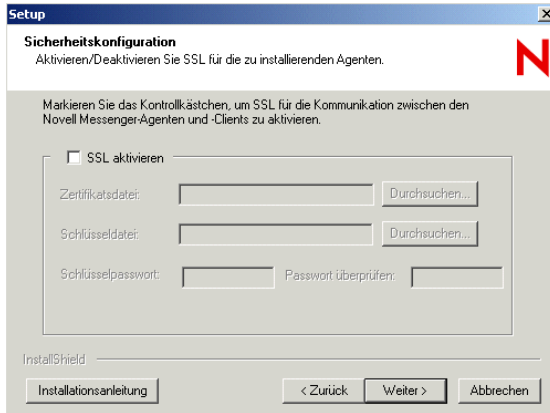 Setup
Sicherheitskonfiguration
Aktivieren/Deaktivieren Sie SSL für die zu installierenden Agenten.
N
Markieren Sie das Kontrollkästchen, um SSL für die Kommunikation zwischen den
Novell Messenger-Agenten und -Clients zu aktivieren.
SSL aktivieren
Zertifikatsdatei: Durchsuchen...
Schlüsseldatei: Durchsuchen...
Schlüsselpasswort: Passwort überprüfen:
InstallShield
Installationsanleitung < Zurück Weiter > Abbrechen